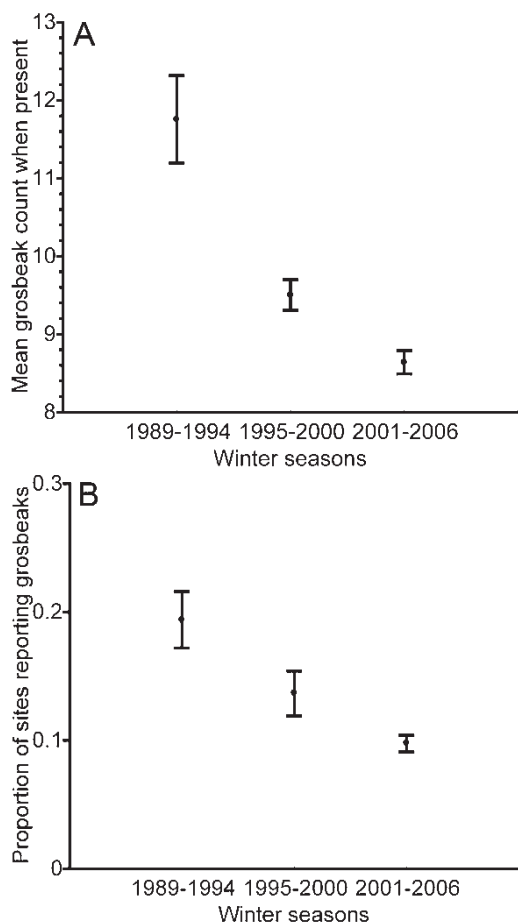 A
13
12
11
10
9
8
Mean grosbeak count when present
1989-1994 1995-2000 2001-2006
Winter seasons
B
0.3
0.2
0.1
0
Proportion of sites reporting grosbeaks
1989-1994 1995-2000 2001-2006
Winter seasons